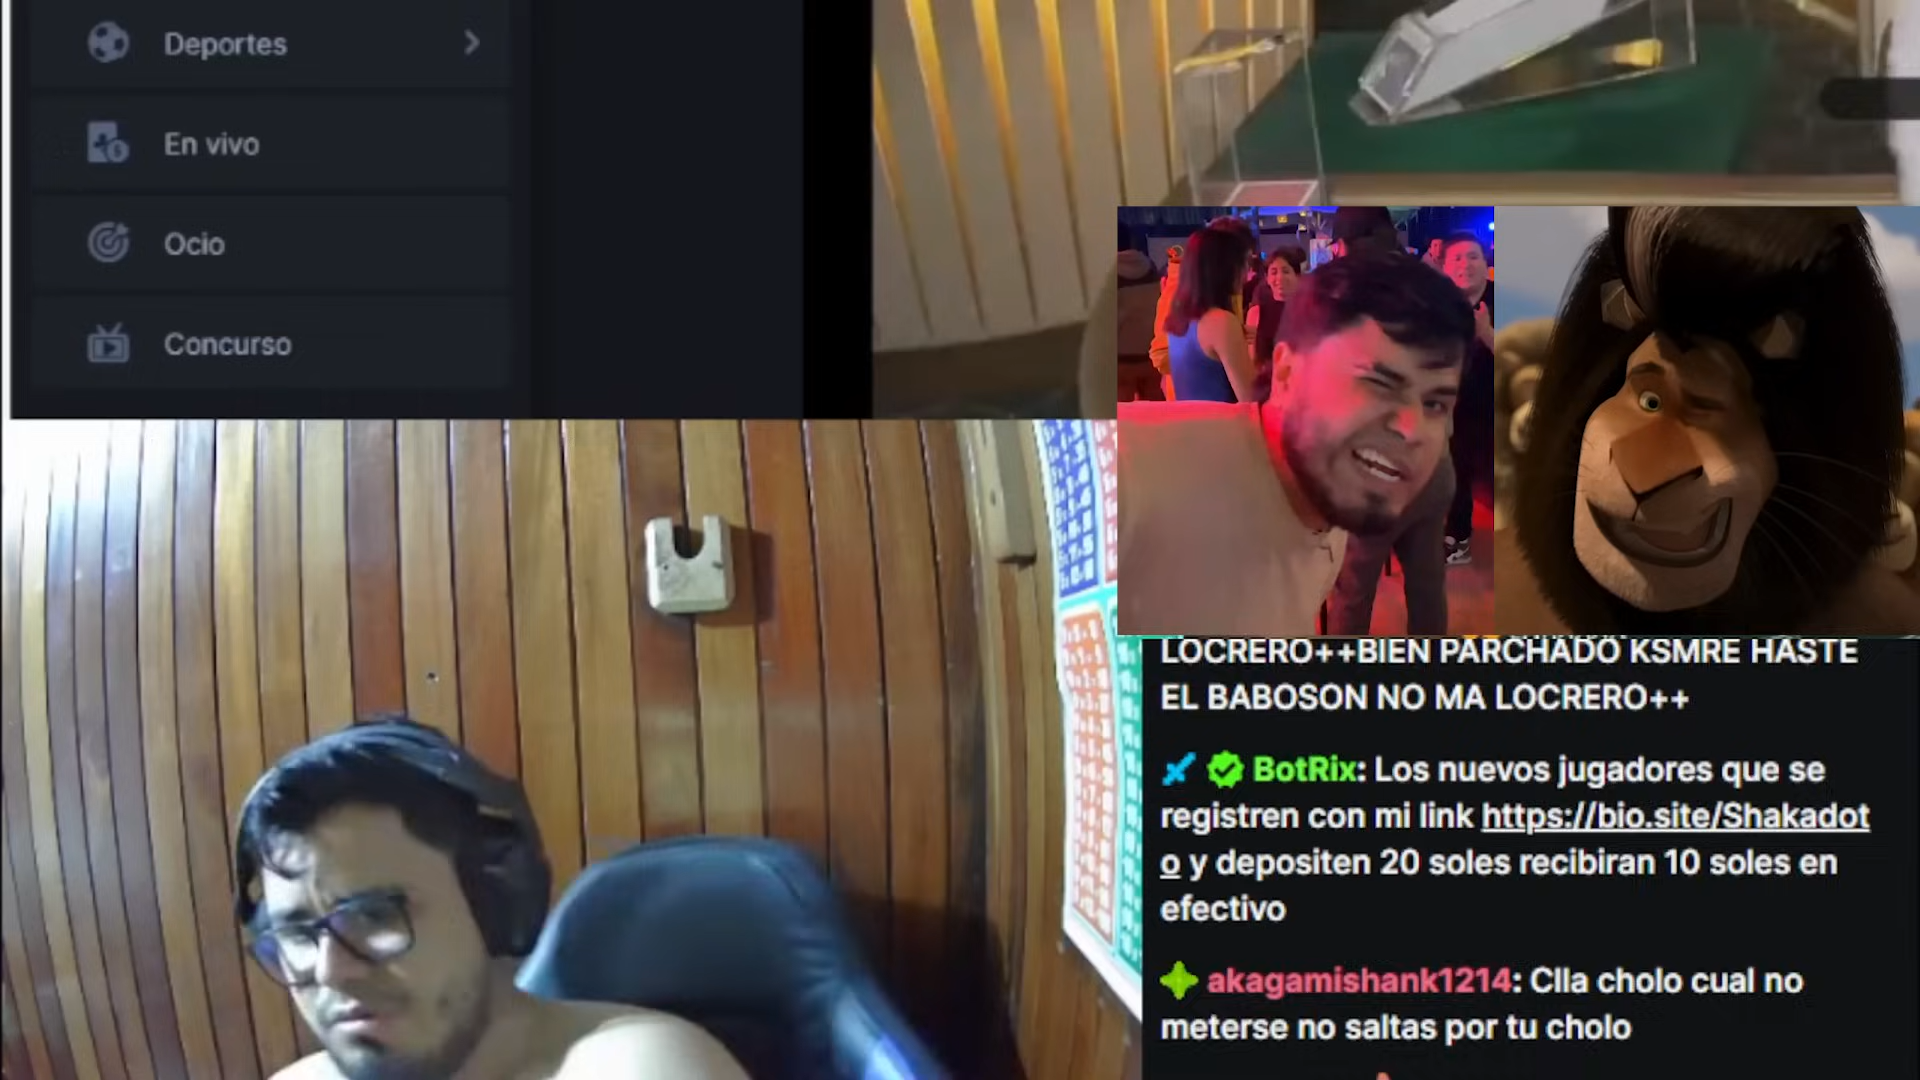 Deportes
En vivo
Ocio
Concurso
LOCRERO++BIEN PARCHADO KSMRE HASTE
EL BABOSON NO MA LOCRERO++
BotRix: Los nuevos jugadores que se
registren con mi link https://bio.site/Shakadot
o y depositen 20 soles recibiran 10 soles en
efectivo
akagamishank1214: Clla cholo cual no
meterse no saltas por tu cholo